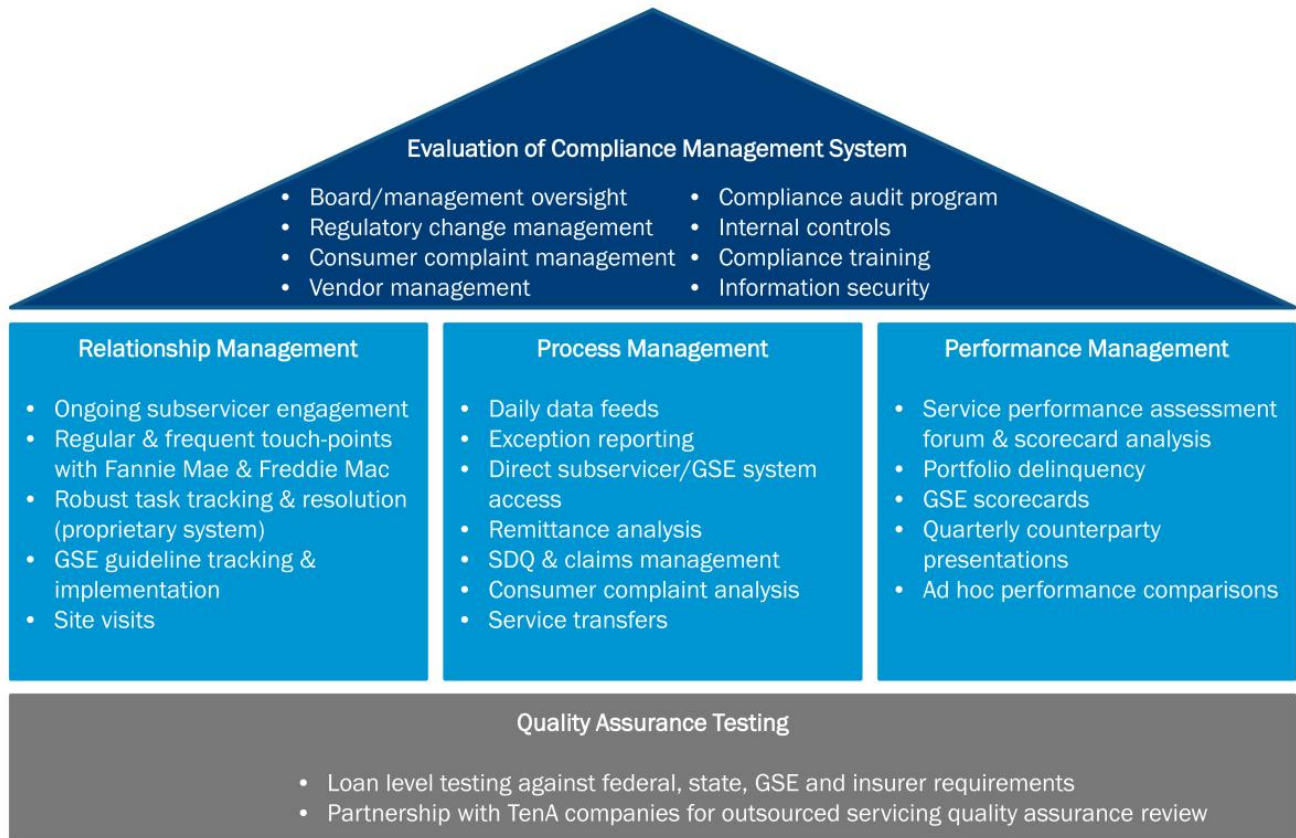 Evaluation of Compliance Management System
• Board/management oversight
• Regulatory change management
• Consumer complaint management
• Vendor management
• Compliance audit program
• Internal controls
• Compliance training
• Information security
Relationship Management
• Ongoing subservicer engagement
• Regular & frequent touch-points
with Fannie Mae & Freddie Mac
• Robust task tracking & resolution
(proprietary system)
• GSE guideline tracking &
implementation
• Site visits
Process Management
• Daily data feeds
• Exception reporting
• Direct subservicer/GSE system
access
• Remittance analysis
• SDQ & claims management
• Consumer complaint analysis
• Service transfers
Performance Management
• Service performance assessment
forum & scorecard analysis
• Portfolio delinquency
• GSE scorecards
• Quarterly counterparty
presentations
• Ad hoc performance comparisons
Quality Assurance Testing
• Loan level testing against federal, state, GSE and insurer requirements
• Partnership with TenA companies for outsourced servicing quality assurance review